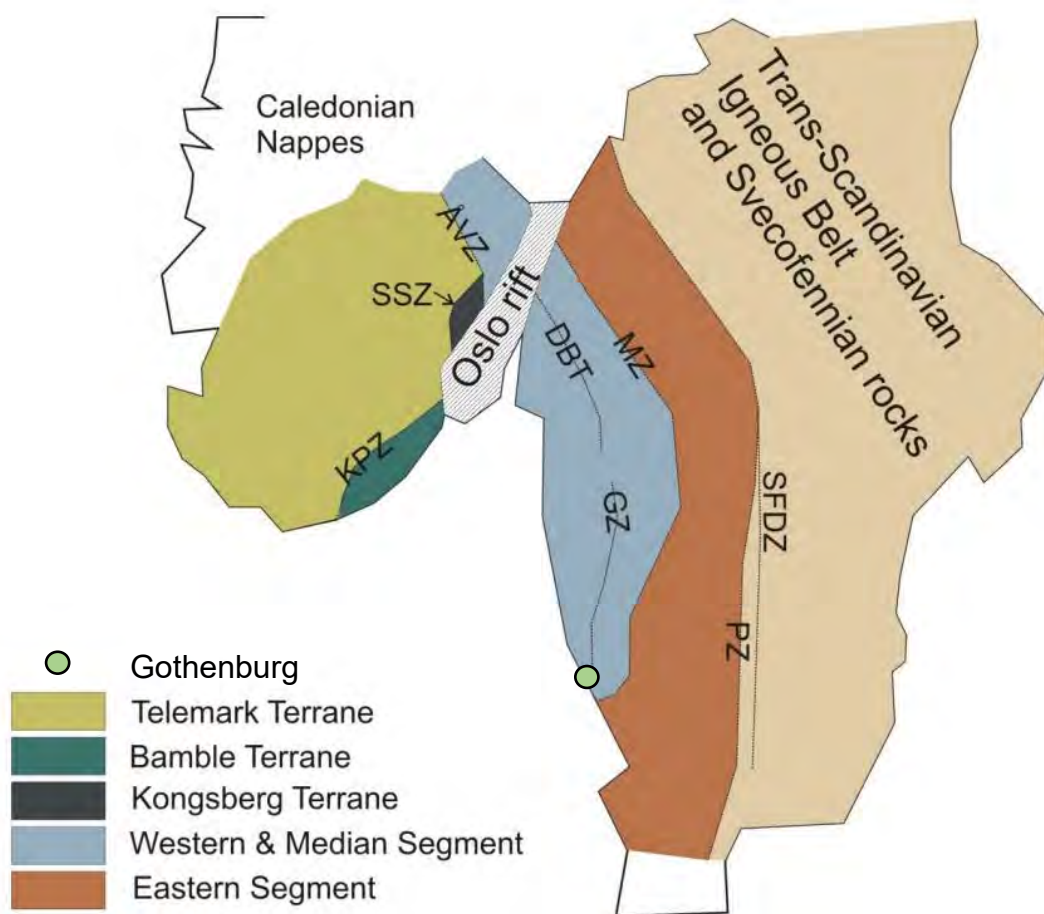 Caledonian
Nappes
Trans-Scandinavian
Igneous Belt
and Svecofennian rocks
ÅVZ
SSZ
Oslo rift
DBT
MZ
KPZ
GZ
SFDZ
PZ
Gothenburg
Telemark Terrane
Bamble Terrane
Kongsberg Terrane
Western & Median Segment
Eastern Segment